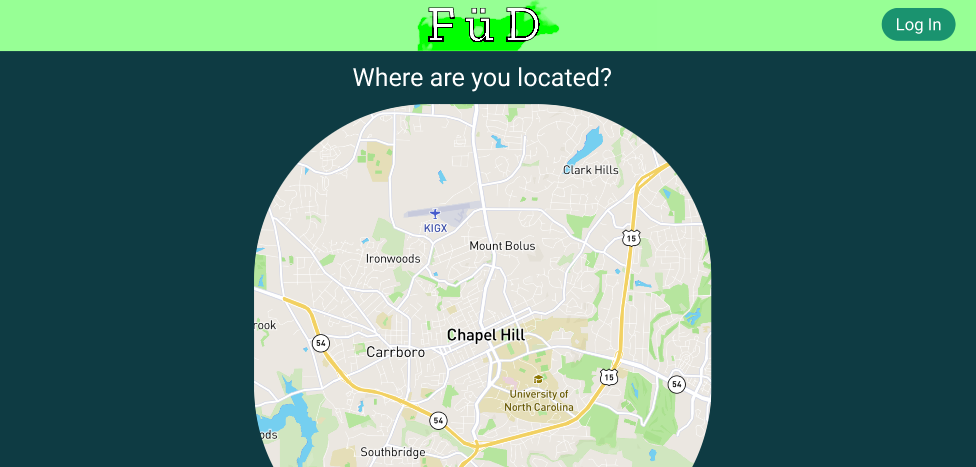 FüD
Log In
Where are you located?
Clark Hills
KIGX
15
Mount Bolus
Ironwoods
rook
Chapel Hill
54
Carrboro
15
54
University of
North Carolina
54
ods
Southbridge